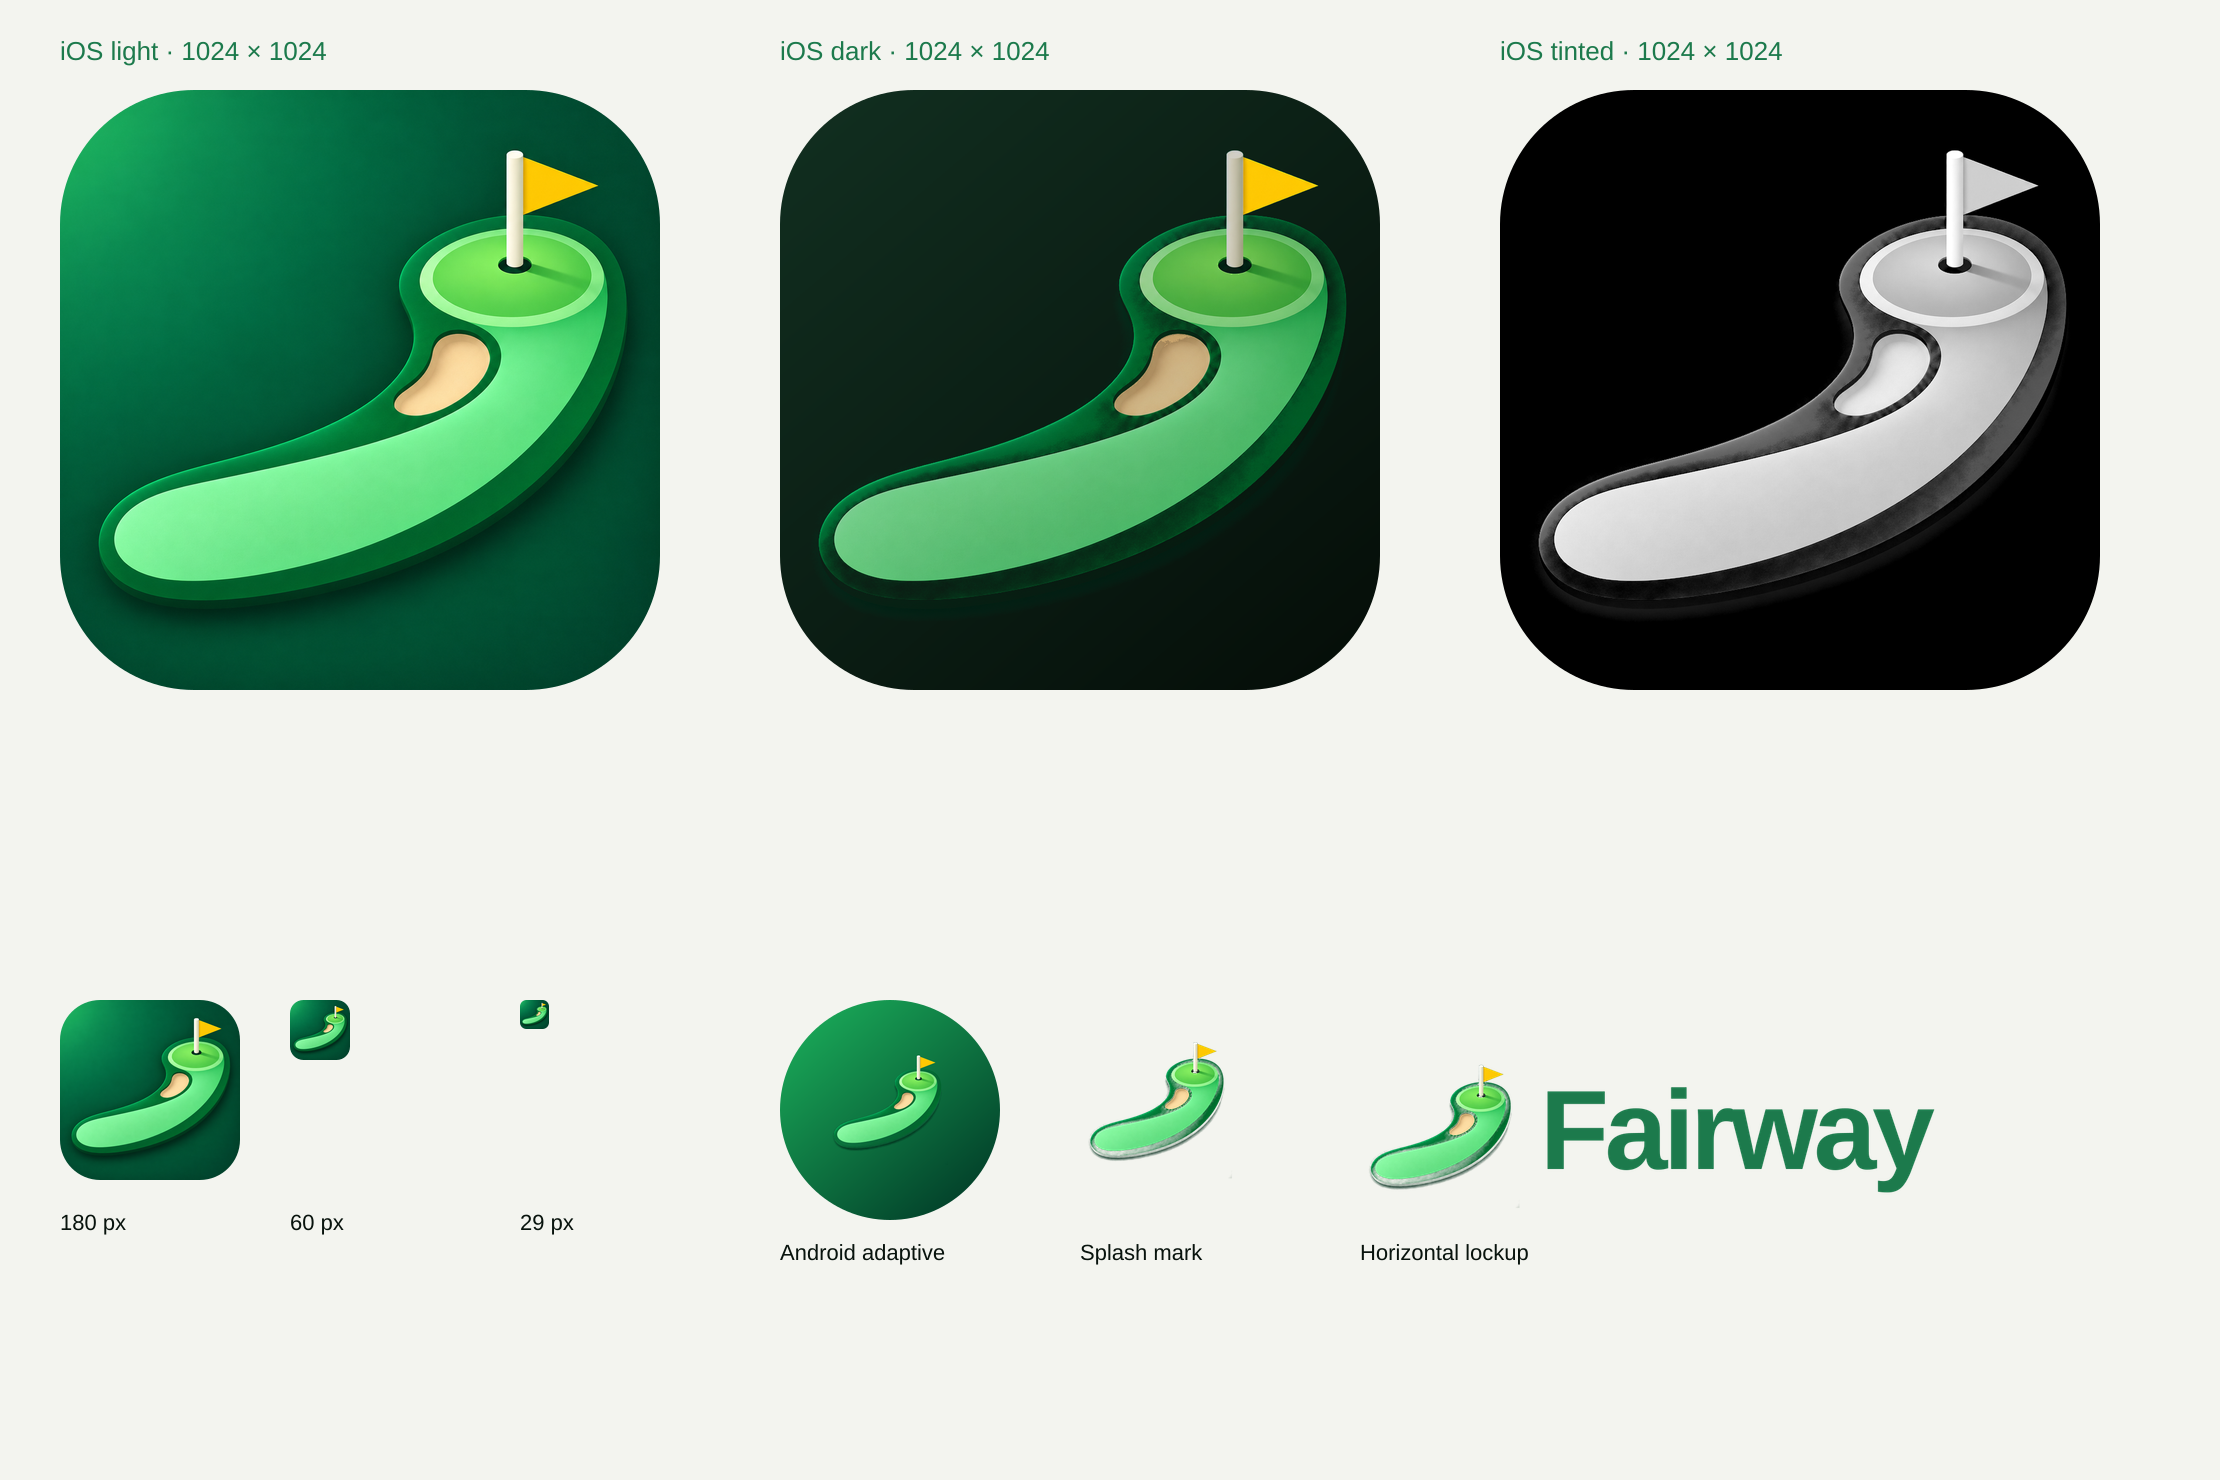 iOS light · 1024 × 1024
iOS dark · 1024 × 1024
iOS tinted · 1024 × 1024
Fairway
180 px
60 px
29 px
Android adaptive
Splash mark
Horizontal lockup